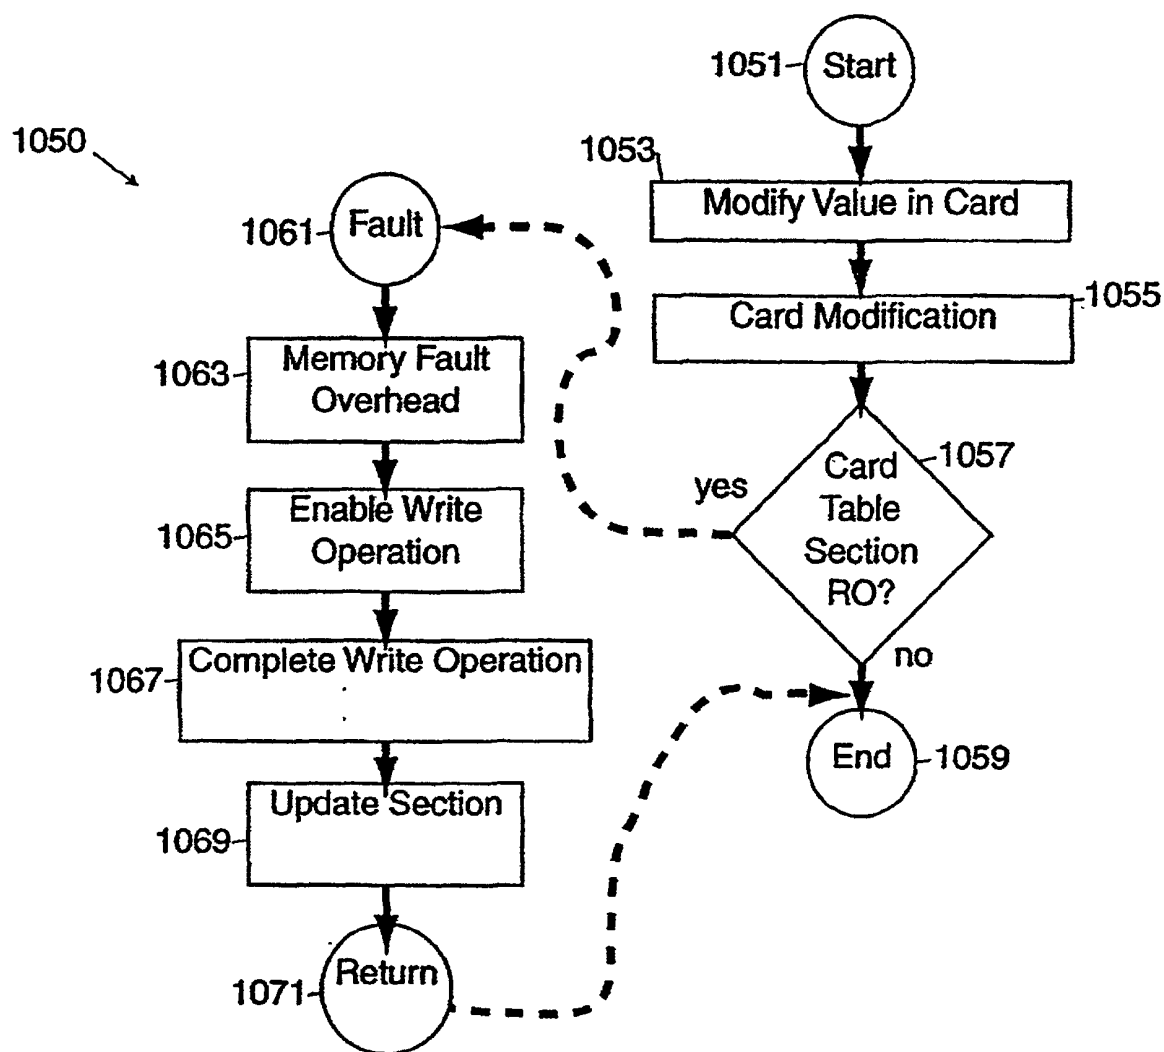 1050
1051
Start
1053
Modify Value in Card
1055
Card Modification
1057
Card
Table
Section
RO?
yes
no
End
1059
1061
Fault
1063
Memory Fault
Overhead
1065
Enable Write
Operation
1067
Complete Write Operation
1069
Update Section
1071
Return